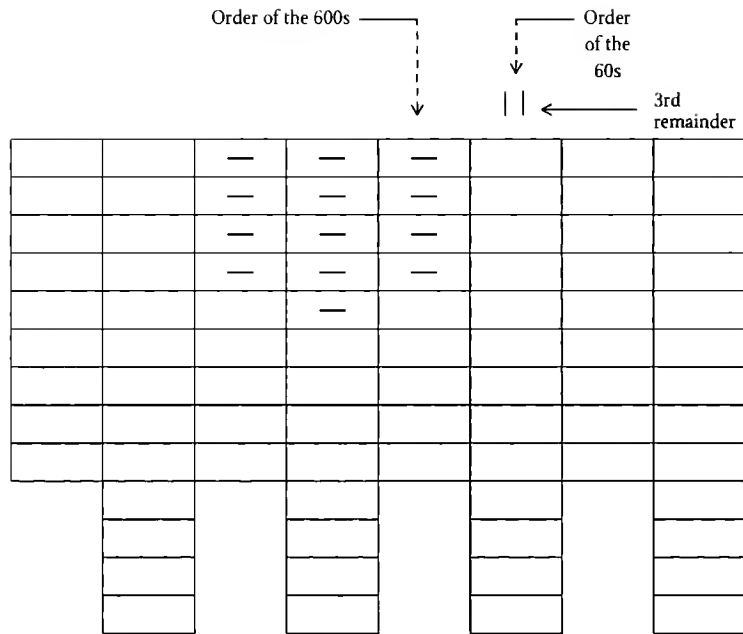 Order of the 600s
Order
of the
60s
3rd
remainder